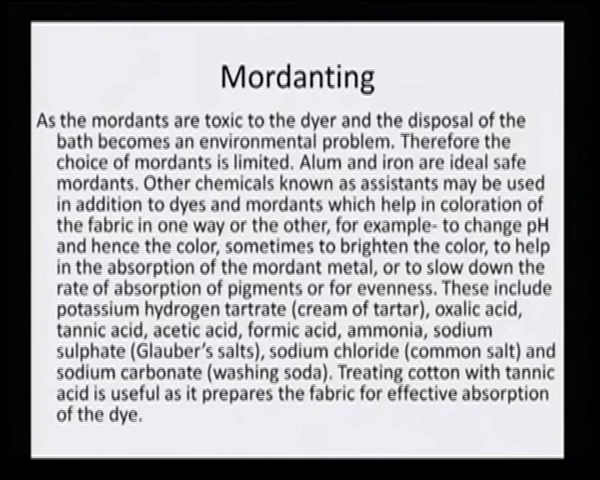 Mordanting
As the mordants are toxic to the dyer and the disposal of the
bath becomes an environmental problem. Therefore the
choice of mordants is limited. Alum and iron are ideal safe
mordants. Other chemicals known as assistants may be used
in addition to dyes and mordants which help in coloration of
the fabric in one way or the other, for example- to change pH
and hence the color, sometimes to brighten the color, to help
in the absorption of the mordant metal, or to slow down the
rate of absorption of pigments or for evenness. These include
potassium hydrogen tartrate (cream of tartar), oxalic acid,
tannic acid, acetic acid, formic acid, ammonia, sodium
sulphate (Glauber's salts), sodium chloride (common salt) and
sodium carbonate (washing soda). Treating cotton with tannic
acid is useful as it prepares the fabric for effective absorption
of the dye.